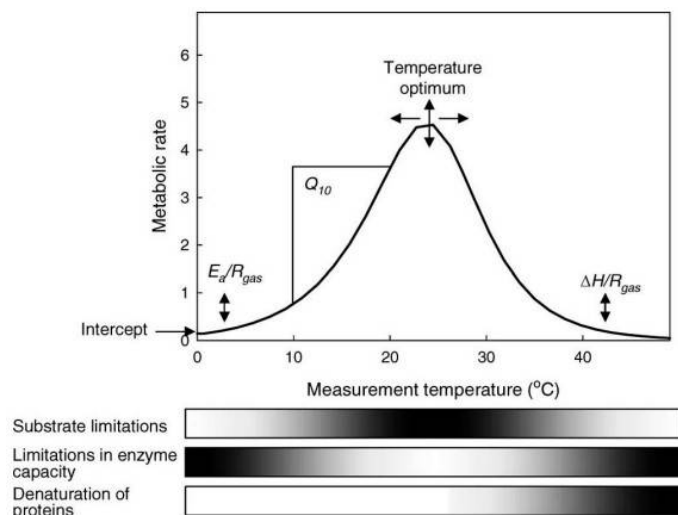 6
5
4
3
2
1
0
Metabolic rate
Temperature
optimum
Q10
Ea/Rgas
ΔH/Rgas
Intercept
0 10 20 30 40
Measurement temperature (°C)
Substrate limitations
Limitations in enzyme
capacity
Denaturation of
proteins